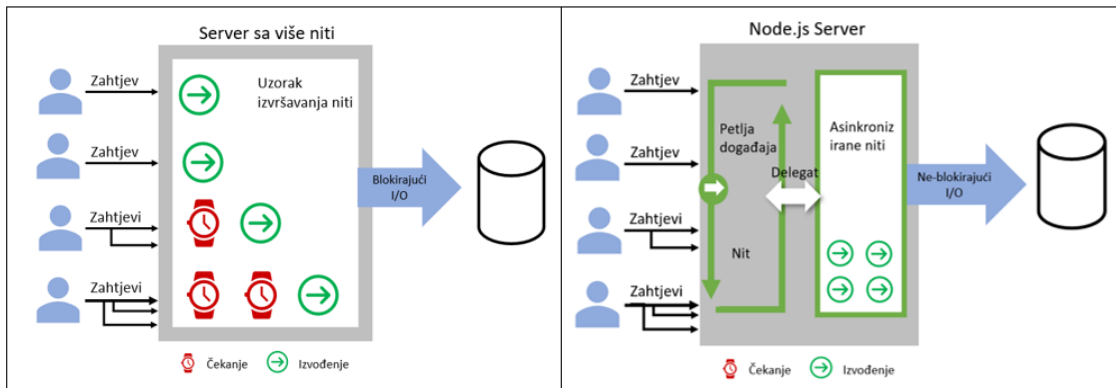 Server sa više niti
Zahtjev
Uzorak
izvršavanja niti
Zahtjev
Blokirajući
I/O
Zahtjevi
Zahtjevi
Čekanje
Izvođenje
Node.js Server
Zahtjev
Petlja
događaja
Asinkroniz
irane niti
Zahtjev
Delegat
Ne-blokirajući
I/O
Zahtjevi
Nit
Zahtjevi
Čekanje
Izvođenje